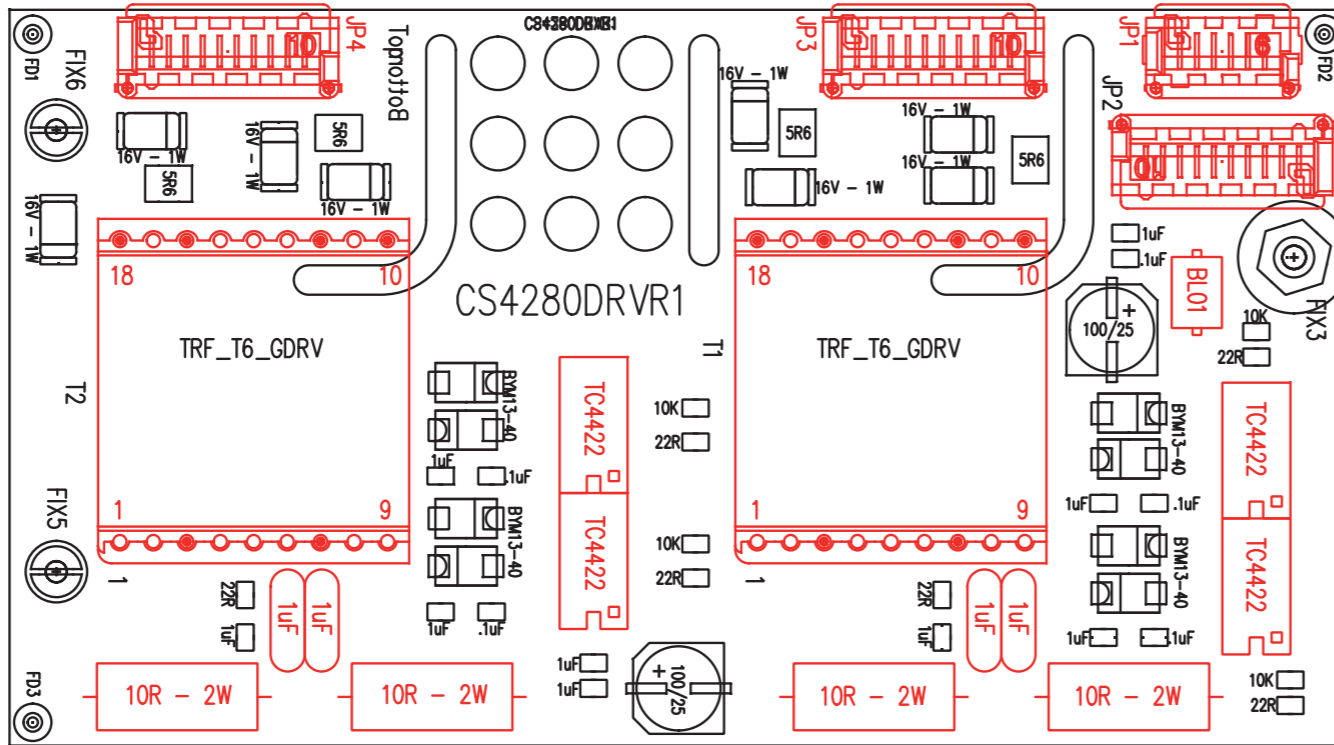 FD1
FIX6
JP4
10
TopmottoB
CS4280DRVR1
JP3
10
JP1
6
FD2
JP2
10
16V - 1W
16V - 1W
5R6
5R6
16V - 1W
16V - 1W
16V - 1W
5R6
16V - 1W
16V - 1W
16V - 1W
5R6
18
10
TRF_T6_GDRV
T2
1
9
1
FIX5
CS4280DRVR1
T1
18
10
TRF_T6_GDRV
1
9
1
1uF
.1uF
BL01
FIX3
+
100/25
10K
22R
BYM13-40
1uF
.1uF
BYM13-40
1uF
.1uF
TC4422
TC4422
10K
22R
10K
22R
BYM13-40
1uF
.1uF
BYM13-40
1uF
.1uF
TC4422
TC4422
22R
1uF
1uF
1uF
22R
1uF
1uF
1uF
FD3
10R - 2W
10R - 2W
1uF
1uF
+
100/25
10R - 2W
10R - 2W
10K
22R